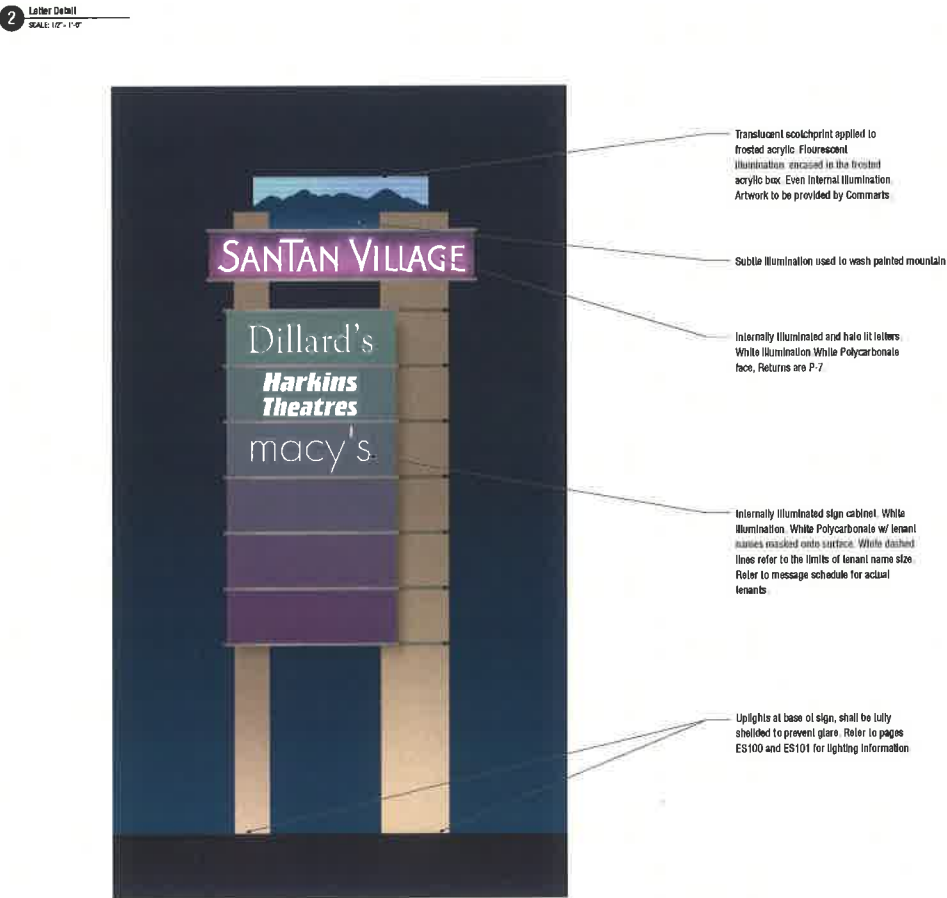 2
Letter Detail
SCALE: 1/2"= 1'-0"
Translucent scotchprint applied to
frosted acrylic Flourescent
illumination encased in the frosted
acrylic box. Even internal illumination
Artwork to be provided by Commarts
SANTAN VILLAGE
Subtle illumination used to wash painted mountain
Internally illuminated and halo lit letters
White Illumination White Polycarbonate
face, Returns are P-7
Dillard's
Harkins
Theatres
macy's
Internally illuminated sign cabinet. White
illumination. White Polycarbonate w/ tenant
names masked onto surface. White dashed
lines refer to the limits of tenant name size
Refer to message schedule for actual
tenants
Uplights at base of sign, shall be fully
sheilded to prevent glare. Refer to pages
ES100 and ES101 for lighting information